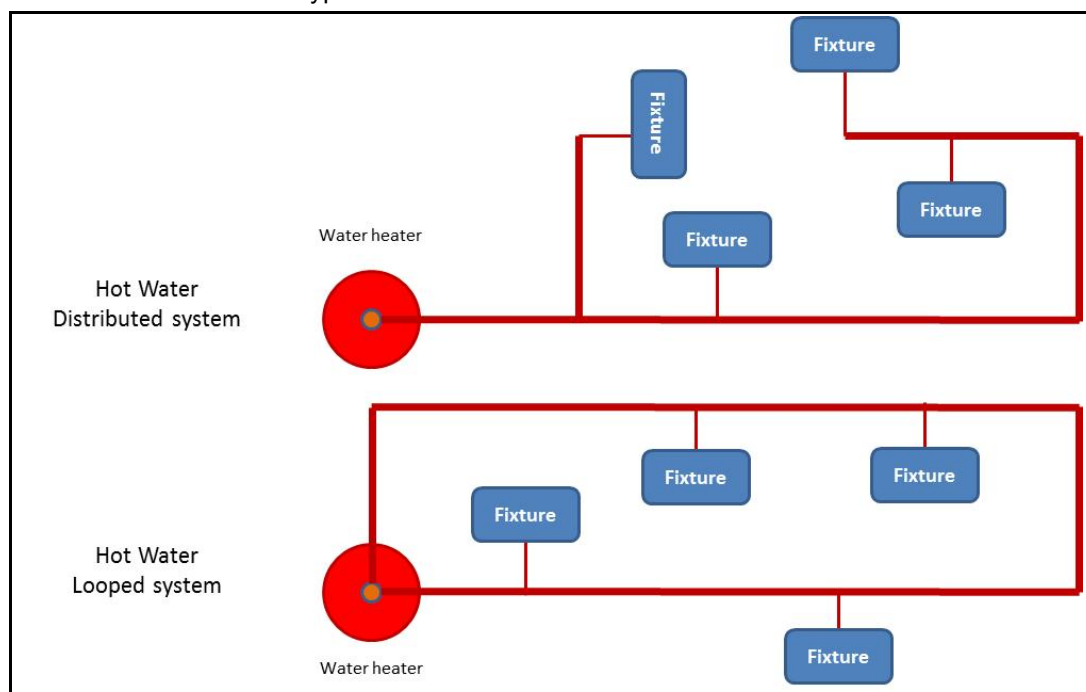 Fixture
Fixture
Fixture
Fixture
Water heater
Hot Water
Distributed system
Fixture
Fixture
Fixture
Hot Water
Looped system
Fixture
Water heater